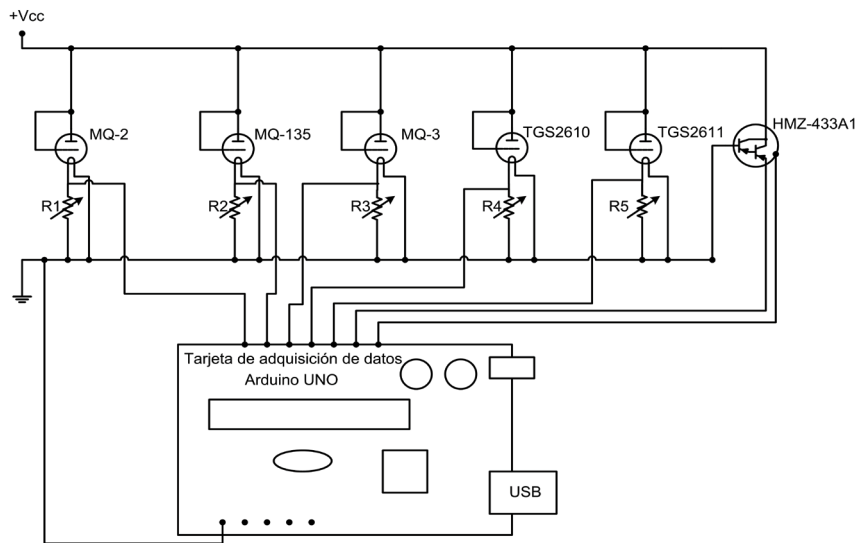 +Vcc
MQ-2
MQ-135
MQ-3
TGS2610
TGS2611
HMZ-433A1
R1
R2
R3
R4
R5
Tarjeta de adquisición de datos
Arduino UNO
USB